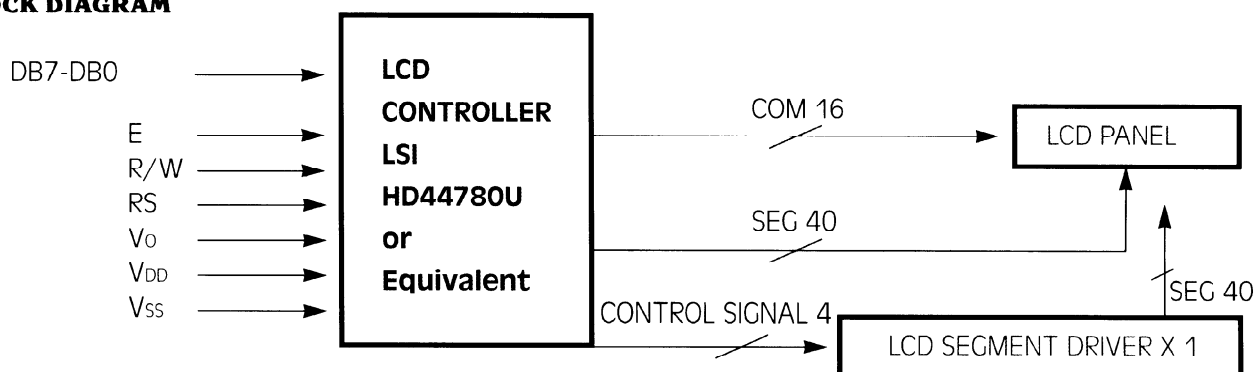 OCK DIAGRAM
DB7-DB0
E
R/W
RS
Vo
VDD
Vss
LCD
CONTROLLER
LSI
HD44780U
or
Equivalent
COM 16
LCD PANEL
SEG 40
SEG 40
CONTROL SIGNAL 4
LCD SEGMENT DRIVER X 1